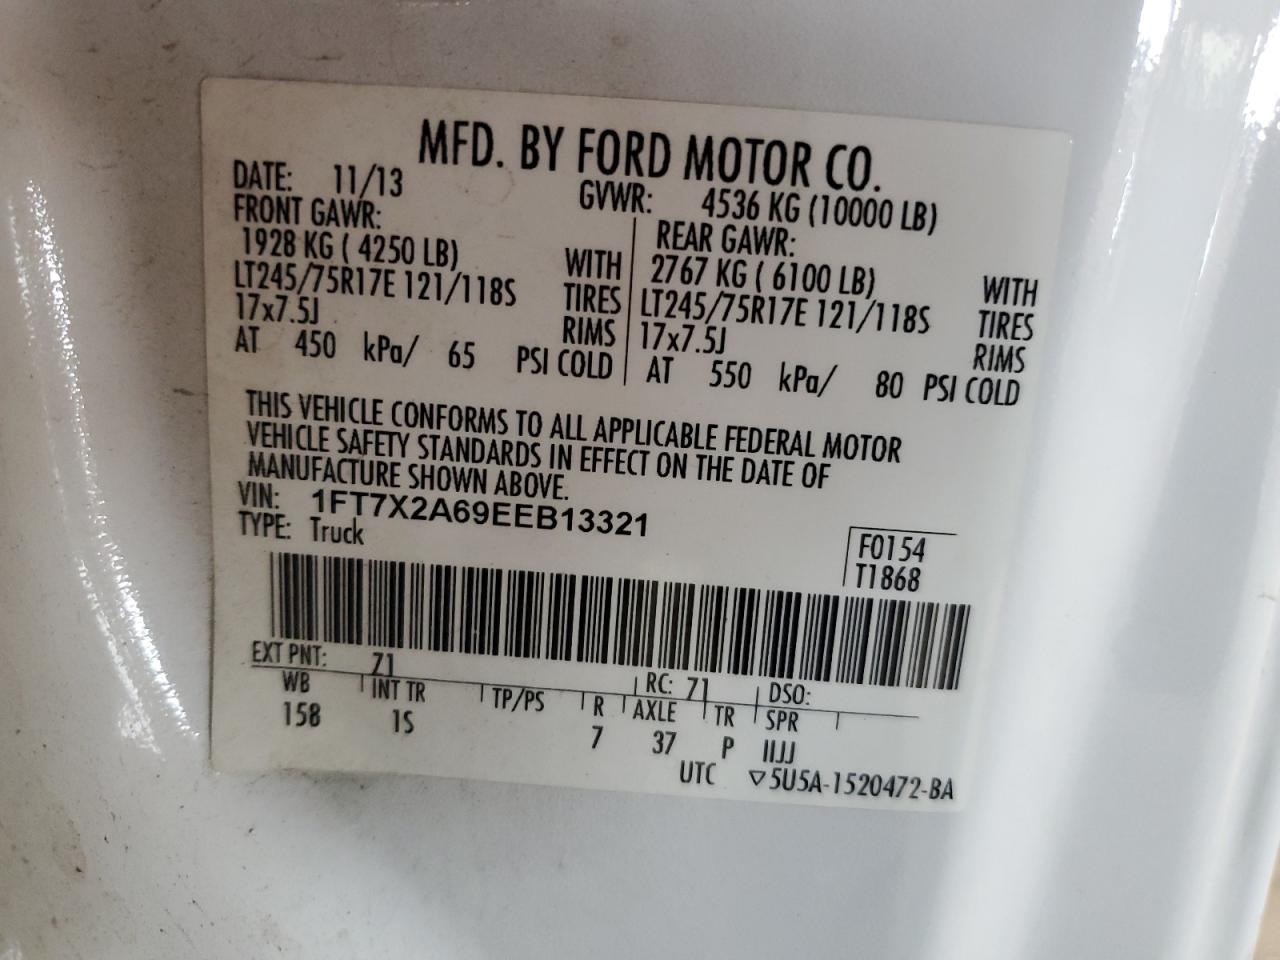 MFD. BY FORD MOTOR CO.
DATE: 11/13 GVWR: 4536 KG (10000 LB)
FRONT GAWR: REAR GAWR:
1928 KG ( 4250 LB) WITH 2767 KG ( 6100 LB) WITH
LT245/75R17E 121/118S TIRES LT245/75R17E 121/118S TIRES
17x7.5J RIMS 17x7.5J RIMS
AT 450 kPa/ 65 PSI COLD AT 550 kPa/ 80 PSI COLD
THIS VEHICLE CONFORMS TO ALL APPLICABLE FEDERAL MOTOR
VEHICLE SAFETY STANDARDS IN EFFECT ON THE DATE OF
MANUFACTURE SHOWN ABOVE.
VIN: 1FT7X2A69EEB13321
TYPE: Truck F0154
T1868
EXT PNT: 71 RC: 71 DSO:
WB INT TR TP/PS R AXLE TR SPR
158 1S 7 37 P IIJJ
UTC ▽5U5A-1520472-BA